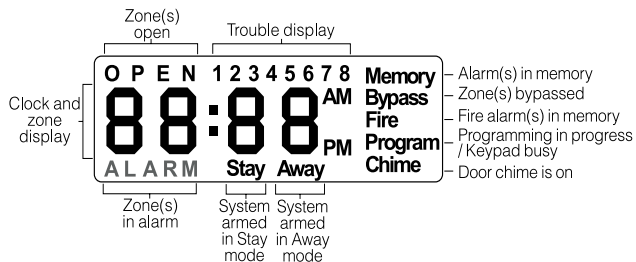 Zone(s)
open
Trouble display
O P E N 1 2 3 4 5 6 7 8
Memory
Alarm(s) in memory
Clock and
zone
display
88:88
AM
PM
Bypass
Zone(s) bypassed
Fire
Fire alarm(s) in memory
Program
Programming in progress
/ Keypad busy
Chime
Door chime is on
A L A R M
Stay
Away
Zone(s)
in alarm
System
armed
in Stay
mode
System
armed
in Away
mode